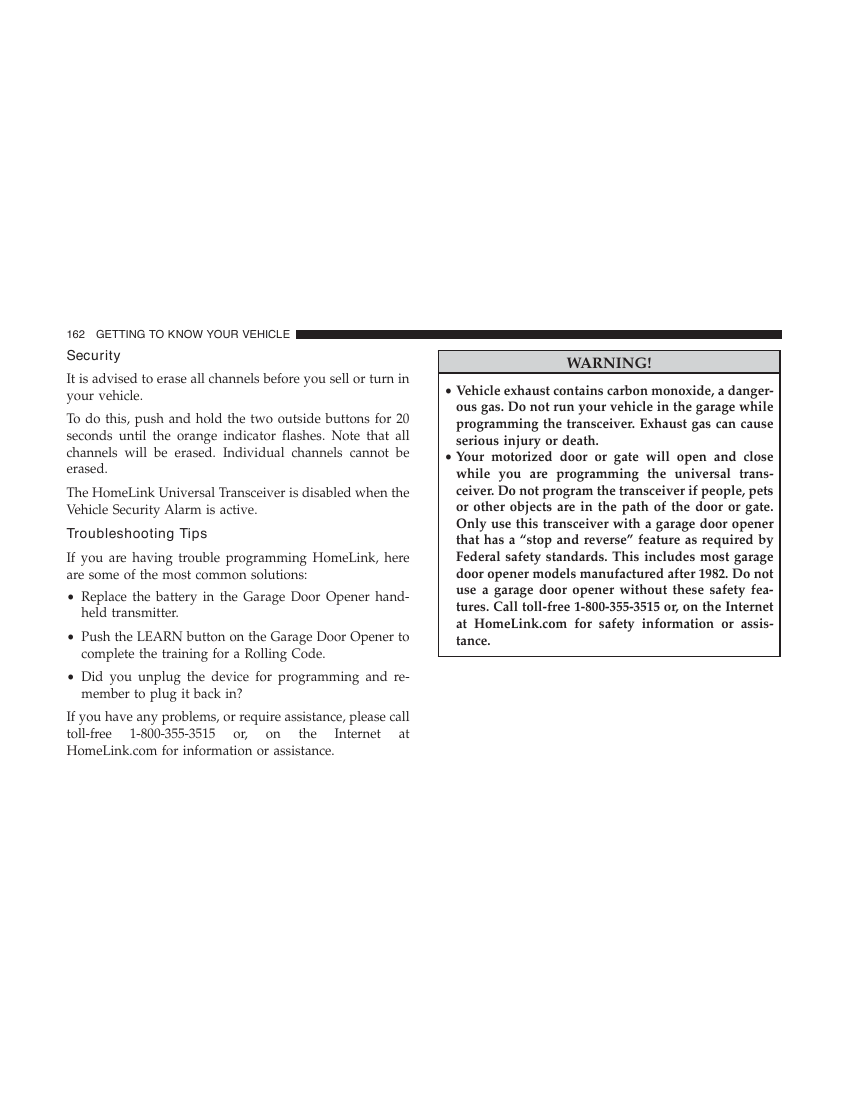 162 GETTING TO KNOW YOUR VEHICLE
Security
It is advised to erase all channels before you sell or turn in
your vehicle.
To do this, push and hold the two outside buttons for 20
seconds until the orange indicator flashes. Note that all
channels will be erased. Individual channels cannot be
erased.
The HomeLink Universal Transceiver is disabled when the
Vehicle Security Alarm is active.
Troubleshooting Tips
If you are having trouble programming HomeLink, here
are some of the most common solutions:
• Replace the battery in the Garage Door Opener hand-
held transmitter.
• Push the LEARN button on the Garage Door Opener to
complete the training for a Rolling Code.
• Did you unplug the device for programming and re-
member to plug it back in?
If you have any problems, or require assistance, please call
toll-free 1-800-355-3515 or, on the Internet at
HomeLink.com for information or assistance.
WARNING!
• Vehicle exhaust contains carbon monoxide, a danger-
ous gas. Do not run your vehicle in the garage while
programming the transceiver. Exhaust gas can cause
serious injury or death.
• Your motorized door or gate will open and close
while you are programming the universal trans-
ceiver. Do not program the transceiver if people, pets
or other objects are in the path of the door or gate.
Only use this transceiver with a garage door opener
that has a “stop and reverse” feature as required by
Federal safety standards. This includes most garage
door opener models manufactured after 1982. Do not
use a garage door opener without these safety fea-
tures. Call toll-free 1-800-355-3515 or, on the Internet
at HomeLink.com for safety information or assis-
tance.